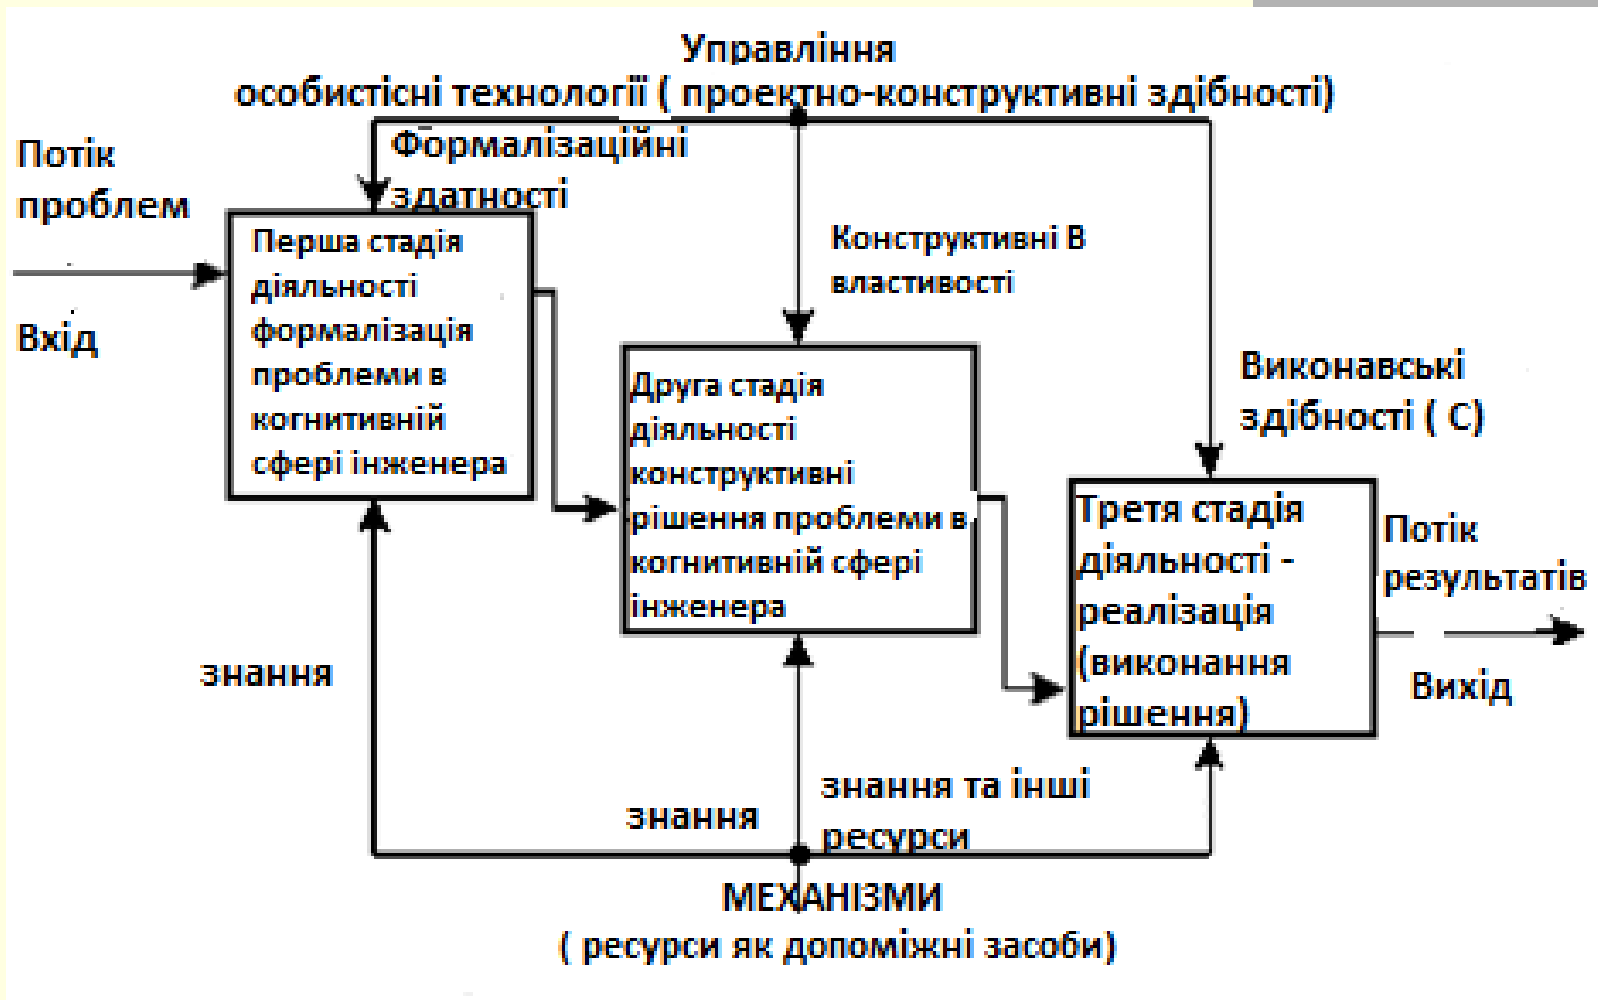 Управління
особистісні технології ( проектно-конструктивні здібності)
Потік
проблем
Вхід
Формалізаційні
здатності
Перша стадія
діяльності
формалізація
проблеми в
когнитивній
сфері інженера
Конструктивні В
властивості
Друга стадія
діяльності
конструктивні
рішення проблеми в
когнитивній сфері
інженера
Виконавські
здібності ( С)
Третя стадія
діяльності -
реалізація
(виконання
рішення)
Потік
результатів
Вихід
знання
знання
знання та інші
ресурси
МЕХАНІЗМИ
( ресурси як допоміжні засоби)